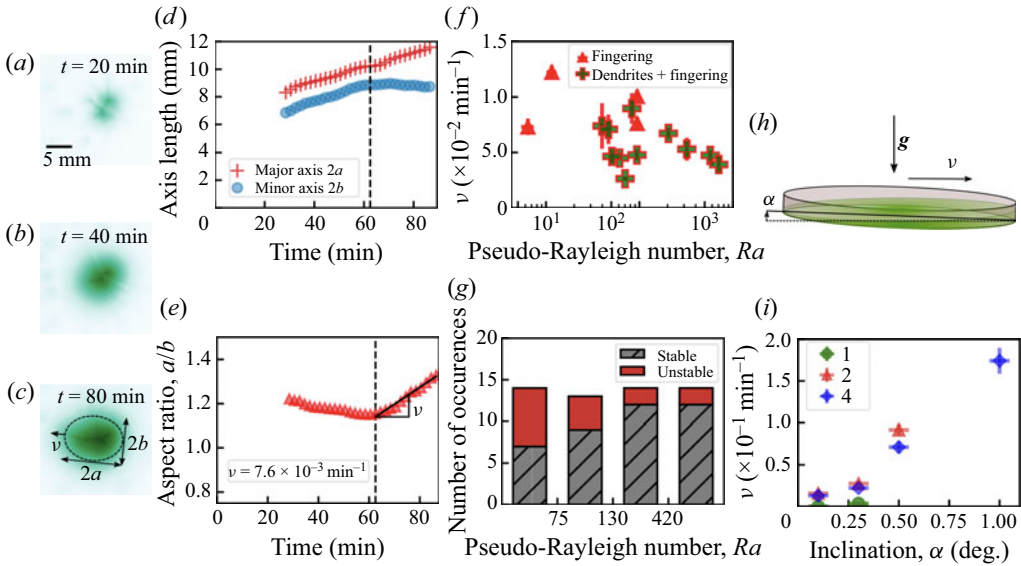 (a)
t = 20 min
5 mm
(b)
t = 40 min
(c)
t = 80 min
ν
2b
2a
(d)
Axis length (mm)
12
10
8
6
4
2
0
20
40
60
80
Major axis 2a
Minor axis 2b
Time (min)
(e)
Aspect ratio, a/b
1.4
1.2
1.0
0.8
0
20
40
60
80
ν
ν = 7.6 × 10−3 min−1
Time (min)
(f)
ν (×10−2 min−1)
1.5
1.0
5.0
0
Fingering
Dendrites + fingering
101
102
103
Pseudo-Rayleigh number, Ra
(g)
Number of occurences
20
15
10
5
0
Stable
Unstable
75
130
420
Pseudo-Rayleigh number, Ra
(h)
g
ν
α
(i)
ν (×10−1 min−1)
2.0
1.5
1.0
5.0
0
1
2
4
0.25
0.50
1.00
Inclination, α (deg.)